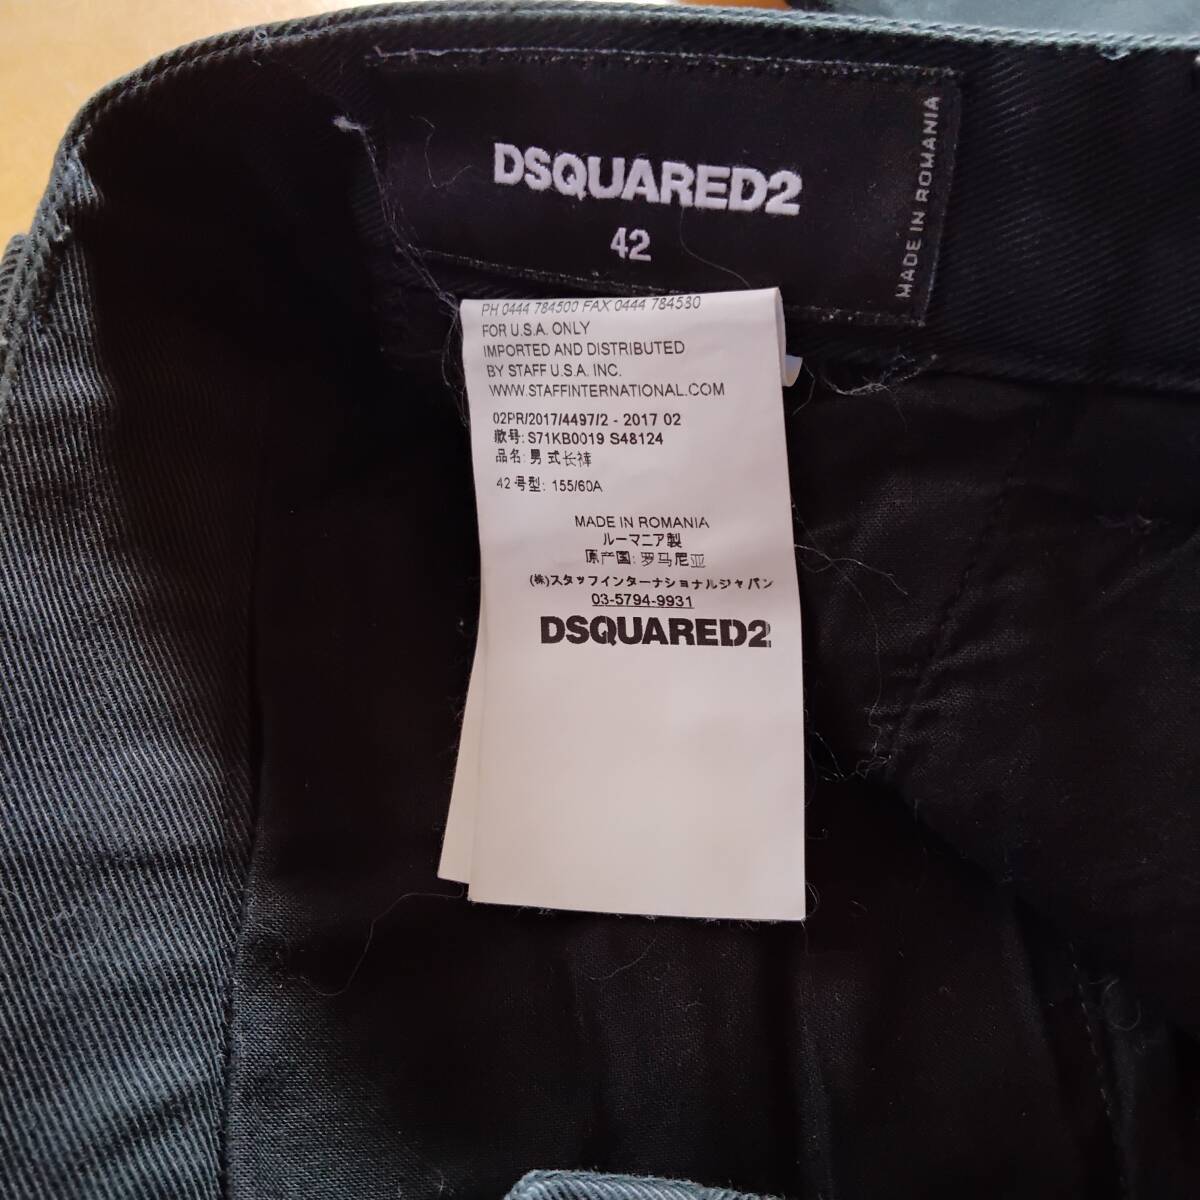 DSQUARED2
42
MADE IN ROMANIA
PH 0444 784500 FAX 0444 784530
FOR U.S.A. ONLY
IMPORTED AND DISTRIBUTED
BY STAFF U.S.A. INC.
WWW.STAFFINTERNATIONAL.COM
02PR/2017/4497/2 - 2017 02
款号: S71KB0019 S48124
品名: 男式长裤
42号型: 155/60A
MADE IN ROMANIA
ルーマニア製
原产国: 罗马尼亚
(株)スタッフインターナショナルジャパン
03-5794-9931
DSQUARED2